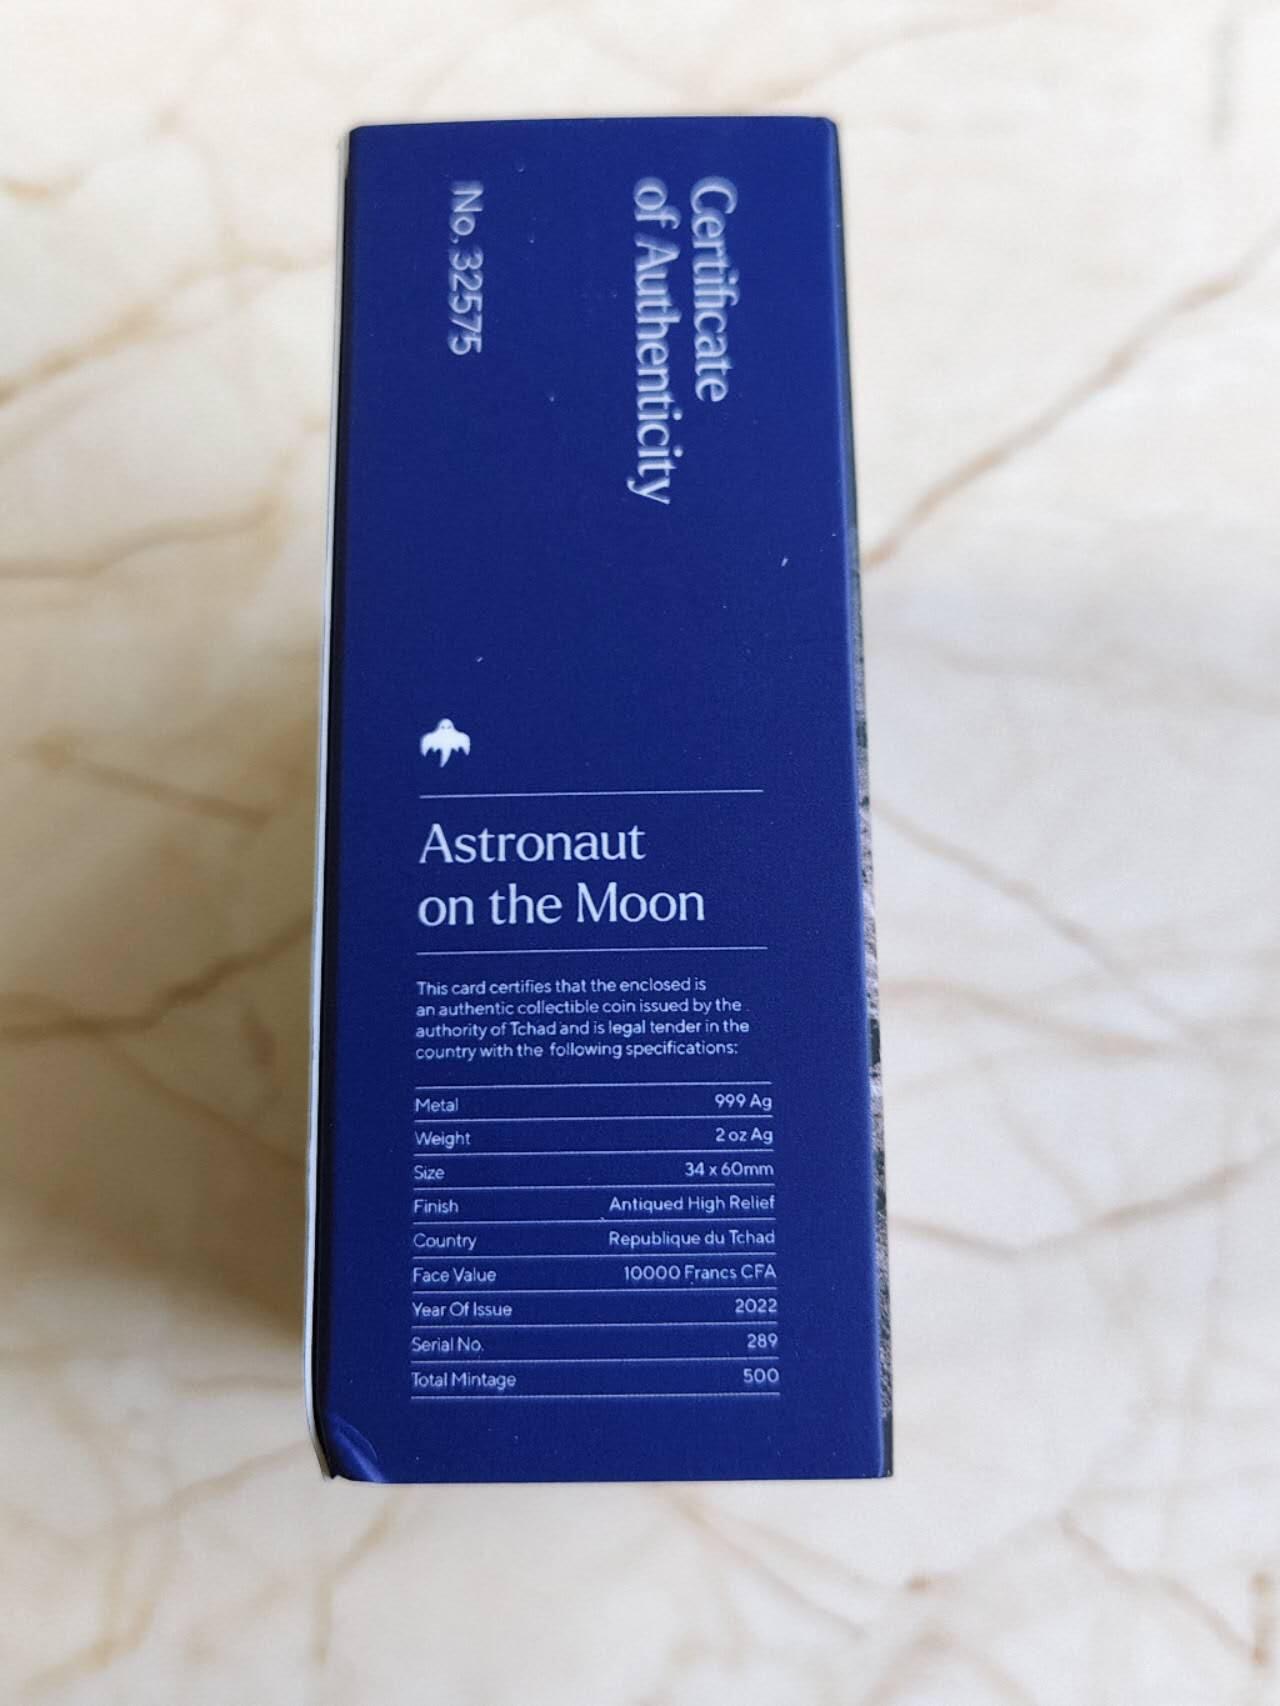 Certificate
of Authenticity
No. 32575
Astronaut
on the Moon
This card certifies that the enclosed is
an authentic collectible coin issued by the
authority of Tchad and is legal tender in the
country with the following specifications:
Metal 999 Ag
Weight 2 oz Ag
Size 34 x 60mm
Finish Antiqued High Relief
Country Republique du Tchad
Face Value 10000 Francs CFA
Year Of Issue 2022
Serial No. 289
Total Mintage 500